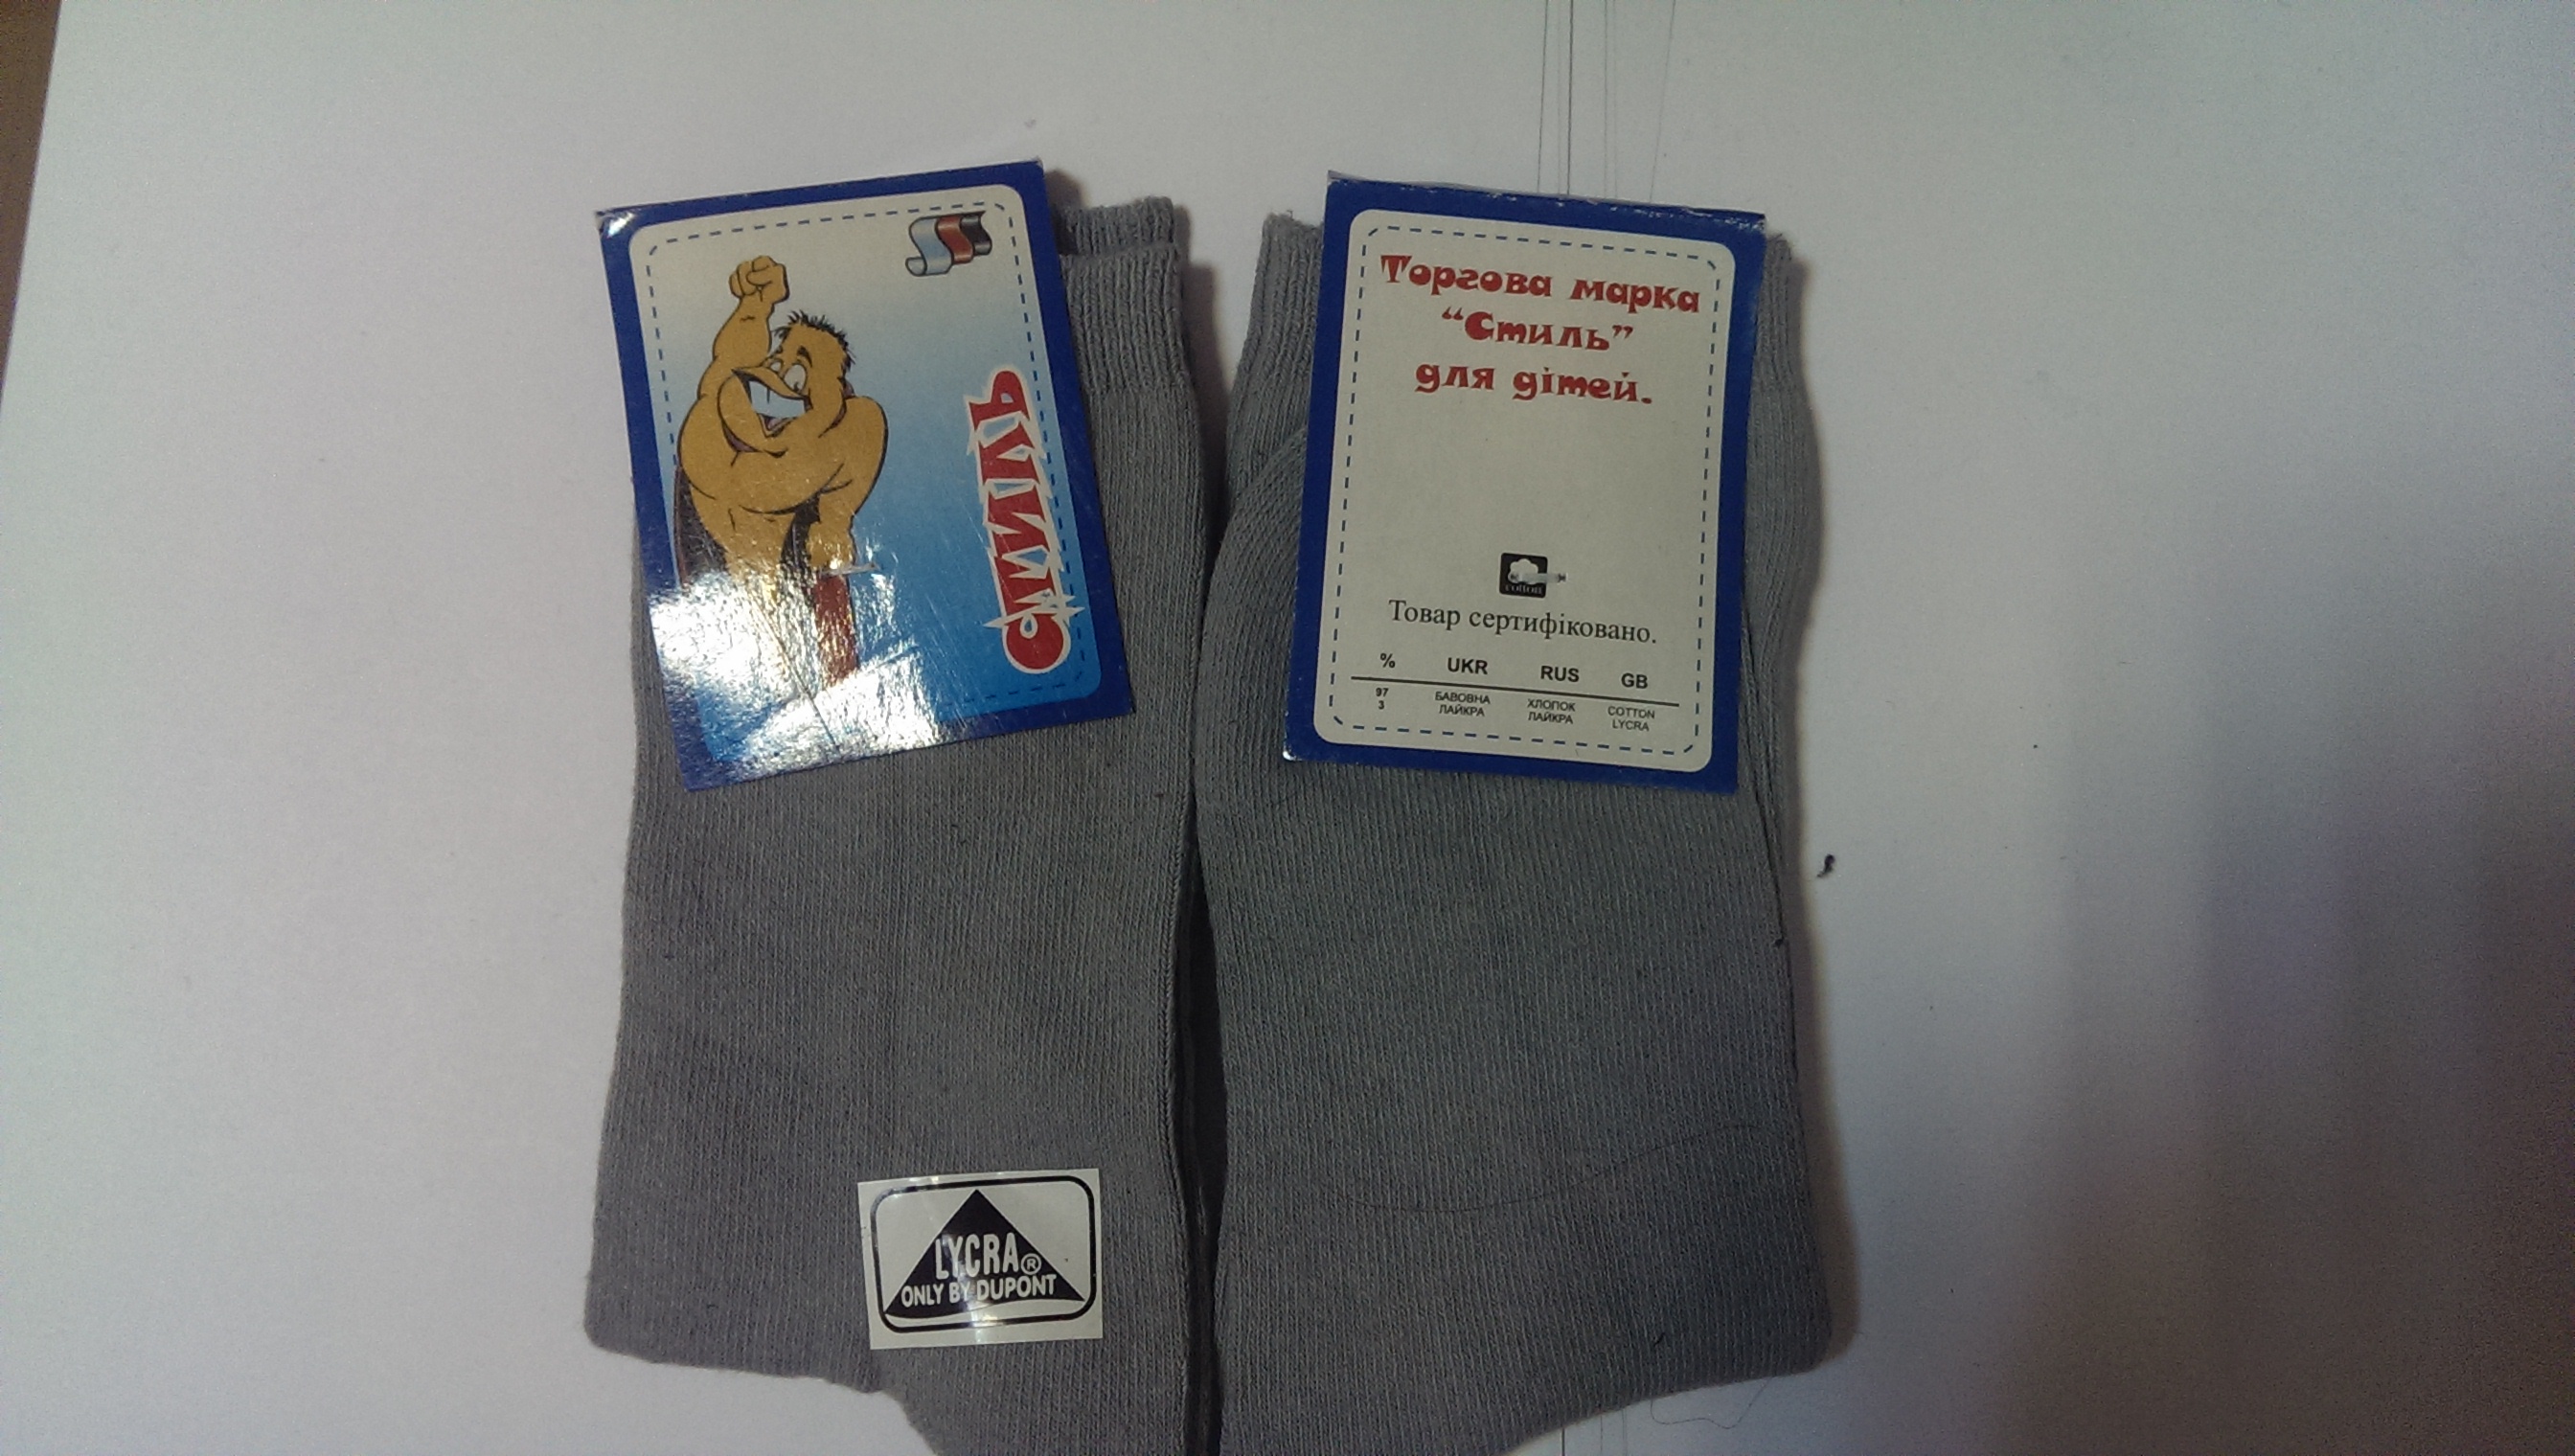 СТИЛЬ
Торгова марка
“Стиль”
для дітей.
cotton
Товар сертифіковано.
% UKR RUS GB
97 БАВОВНА ХЛОПОК COTTON
3 ЛАЙКРА ЛАЙКРА LYCRA
LYCRA®
ONLY BY DUPONT